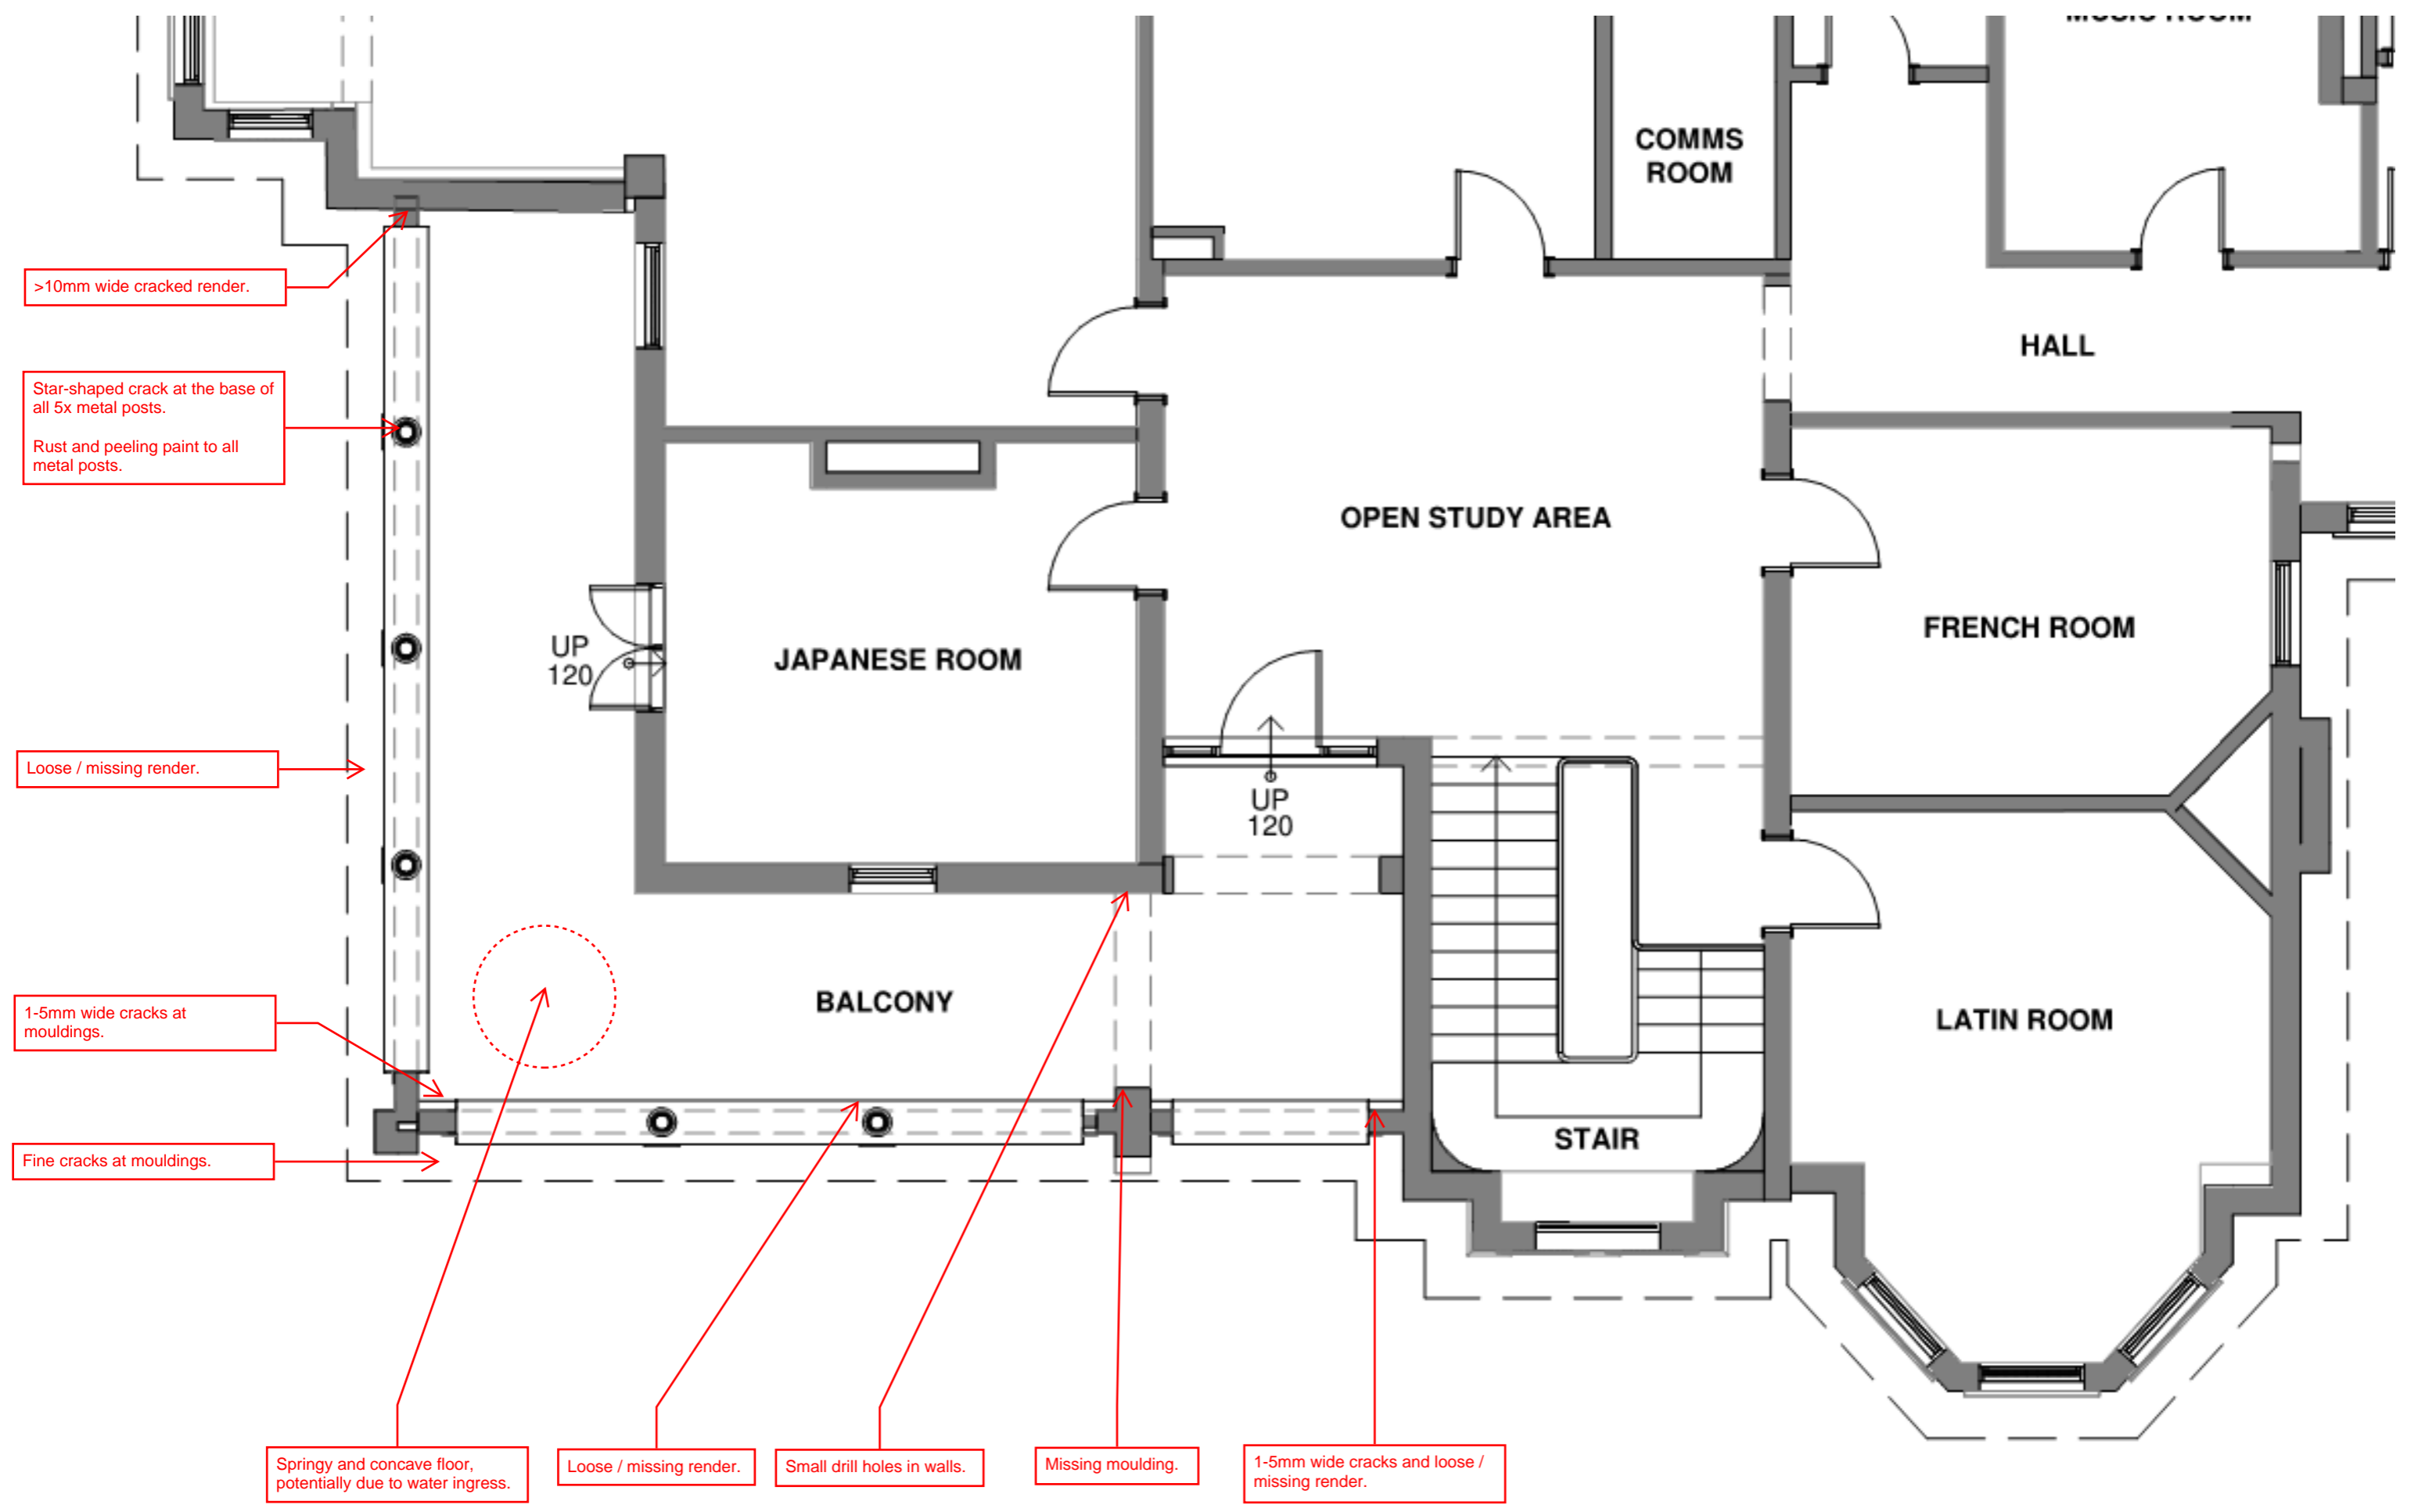 MUSIC ROOM
COMMS
ROOM
>10mm wide cracked render.
HALL
Star-shaped crack at the base of
all 5x metal posts.
Rust and peeling paint to all
metal posts.
OPEN STUDY AREA
FRENCH ROOM
UP
120
JAPANESE ROOM
Loose / missing render.
UP
120
1-5mm wide cracks at
mouldings.
BALCONY
LATIN ROOM
STAIR
Fine cracks at mouldings.
Springy and concave floor,
potentially due to water ingress.
Loose / missing render.
Small drill holes in walls.
Missing moulding.
1-5mm wide cracks and loose /
missing render.